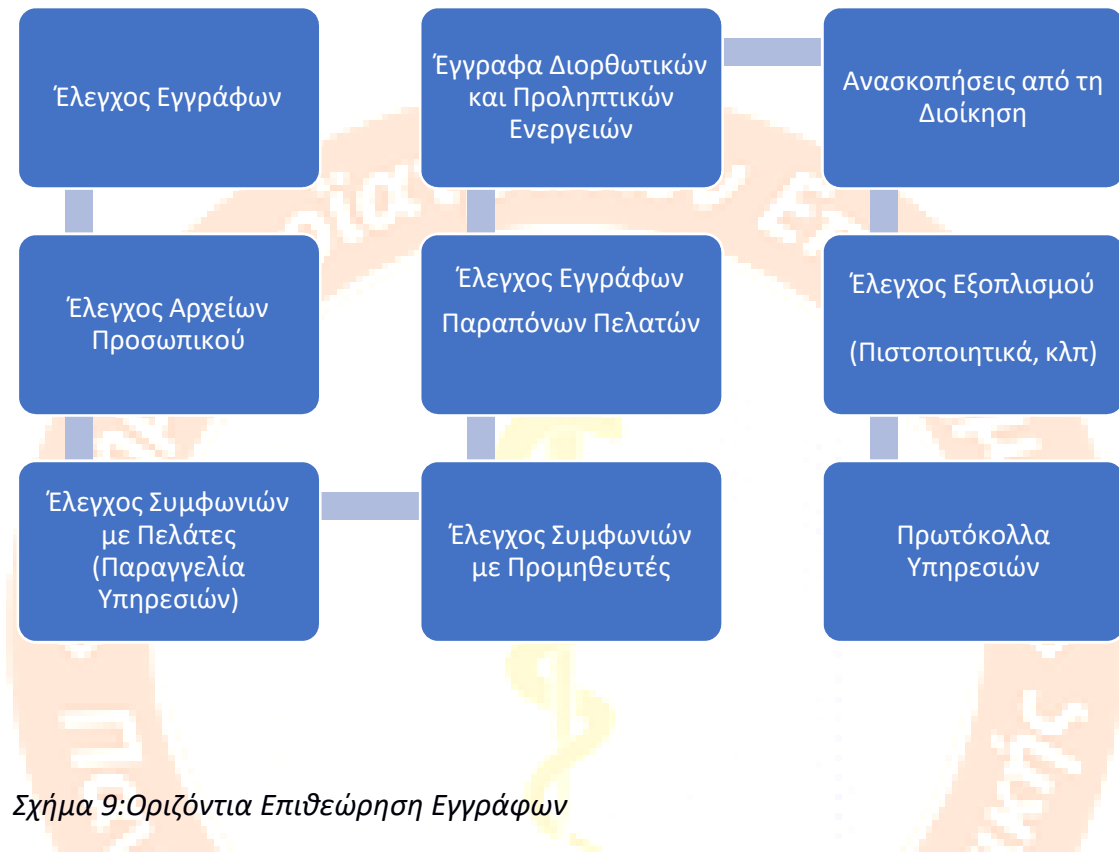 Έλεγχος Εγγράφων
Έλεγχος Αρχείων
Προσωπικού
Έλεγχος Συμφωνιών
με Πελάτες
(Παραγγελία
Υπηρεσιών)
Έλεγχος Συμφωνιών
με Προμηθευτές
Έλεγχος Εγγράφων
Παραπόνων Πελατών
Έγγραφα Διορθωτικών
και Προληπτικών
Ενεργειών
Ανασκοπήσεις από τη
Διοίκηση
Έλεγχος Εξοπλισμού
(Πιστοποιητικά, κλπ)
Πρωτόκολλα
Υπηρεσιών
Σχήμα 9:Οριζόντια Επιθεώρηση Εγγράφων